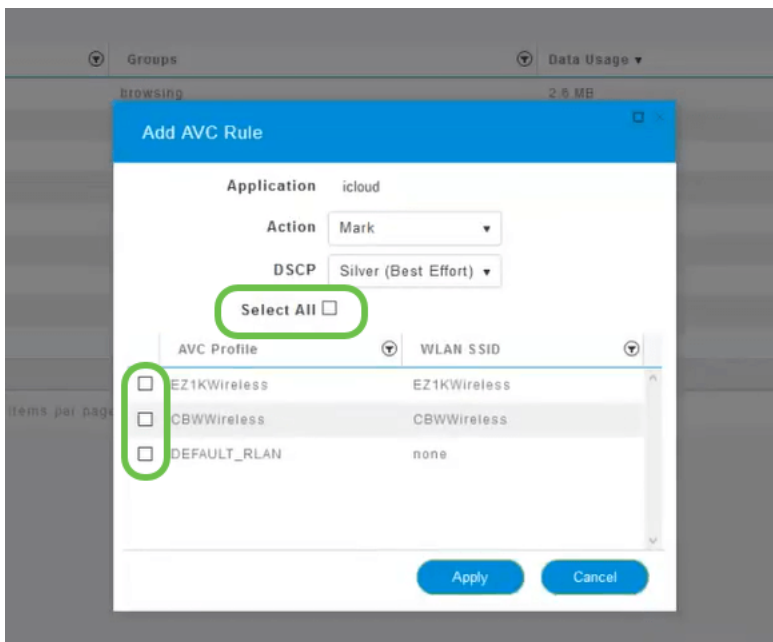 Groups Data Usage ▾
browsing 2.6 MB
Add AVC Rule
Application icloud
Action Mark
DSCP Silver (Best Effort)
Select All
AVC Profile WLAN SSID
EZ1KWireless EZ1KWireless
CBWWireless CBWWireless
items per page
DEFAULT_RLAN none
Apply Cancel